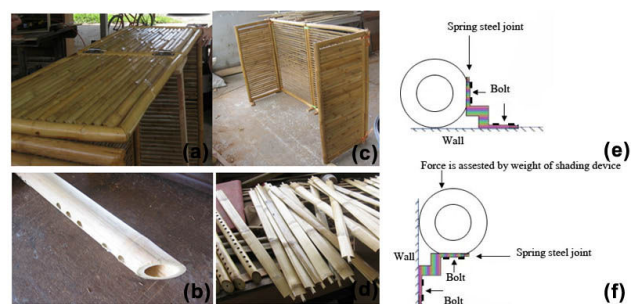 (a)
(c)
(b)
(d)
Spring steel joint
Bolt
Wall
(e)
Force is assested by weight of shading device
Wall
Spring steel joint
Bolt
Bolt
(f)